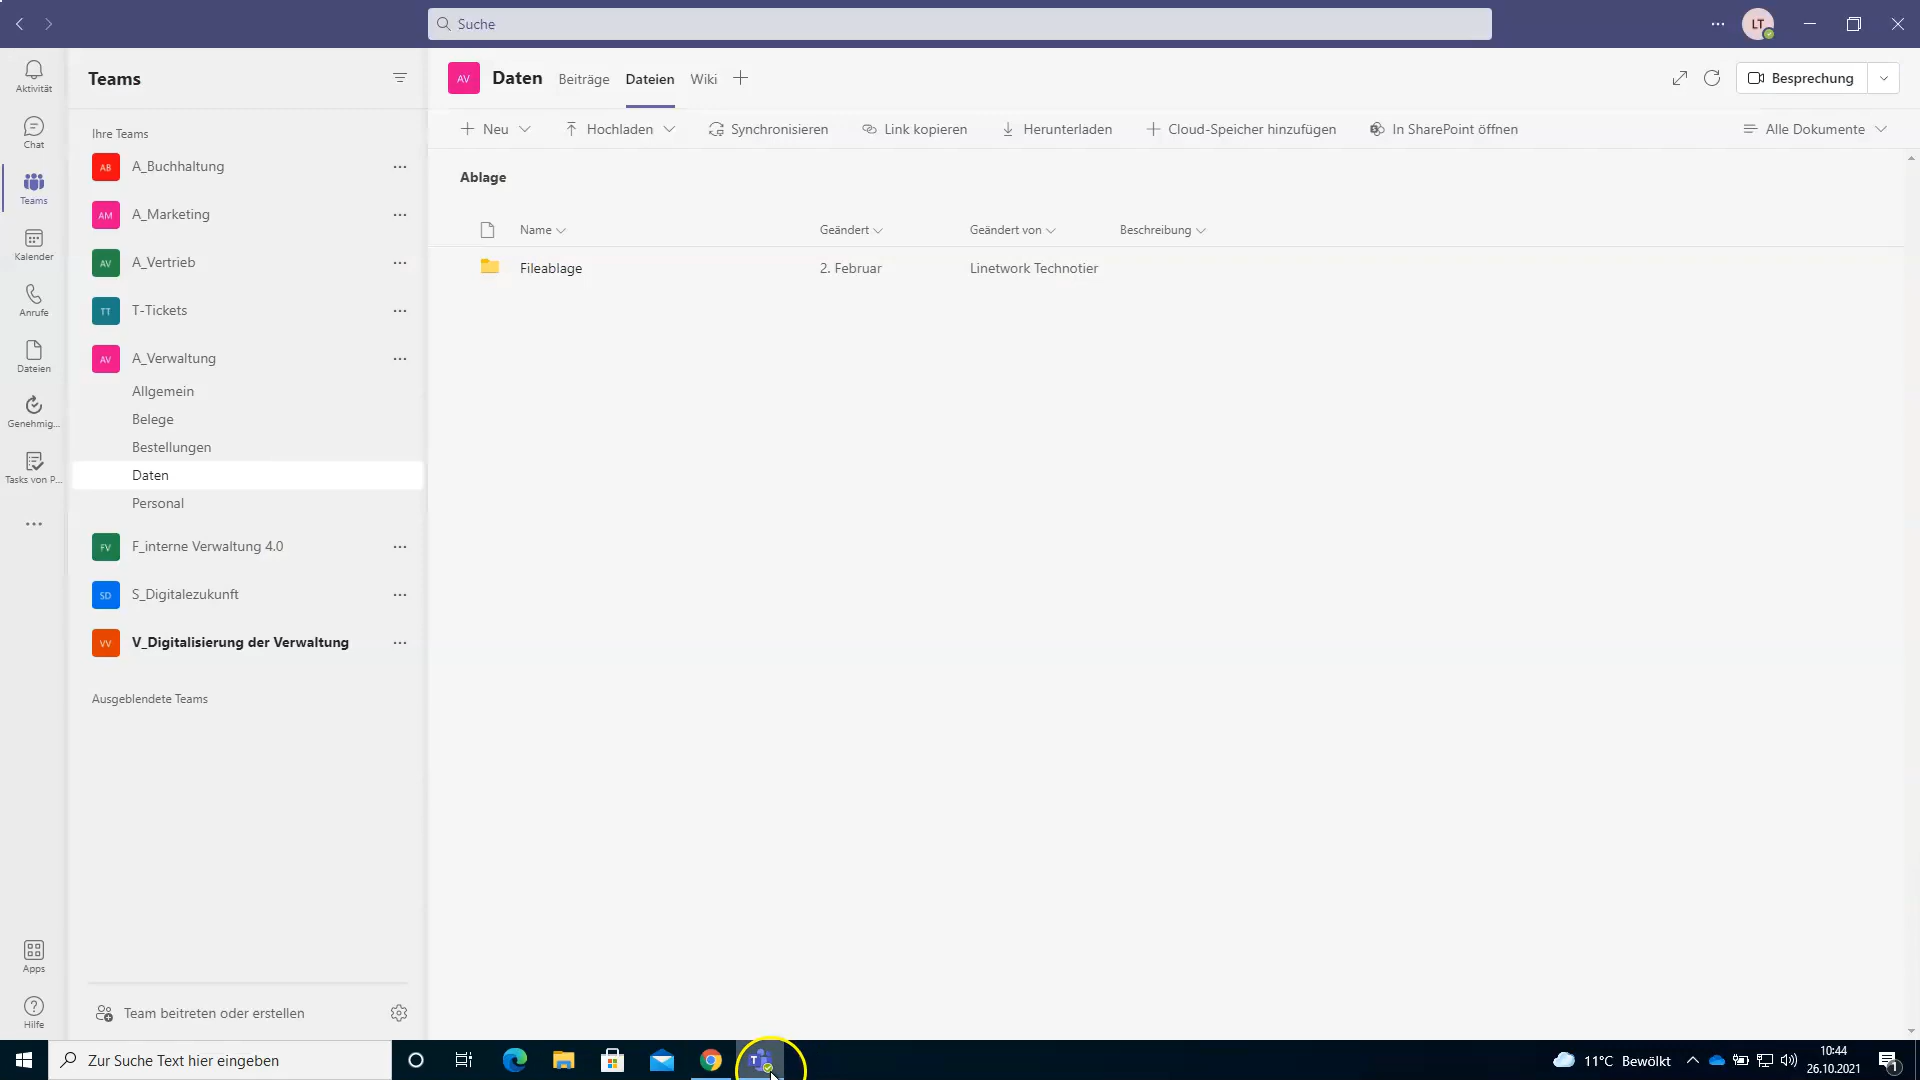 Suche
LT
Aktivität
Chat
Teams
Kalender
Anrufe
Dateien
Genehmig...
Tasks von P...
Apps
Hilfe
Teams
Ihre Teams
AB A_Buchhaltung
AM A_Marketing
AV A_Vertrieb
TT T-Tickets
AV A_Verwaltung
Allgemein
Belege
Bestellungen
Daten
Personal
FV F_interne Verwaltung 4.0
SD S_Digitalezukunft
VV V_Digitalisierung der Verwaltung
Ausgeblendete Teams
Team beitreten oder erstellen
AV Daten Beiträge Dateien Wiki Besprechung
Neu Hochladen Synchronisieren Link kopieren Herunterladen Cloud-Speicher hinzufügen In SharePoint öffnen Alle Dokumente
Ablage
Name Geändert Geändert von Beschreibung
Fileablage 2. Februar Linetwork Technotier
Zur Suche Text hier eingeben
11°C Bewölkt
10:44
26.10.2021
1